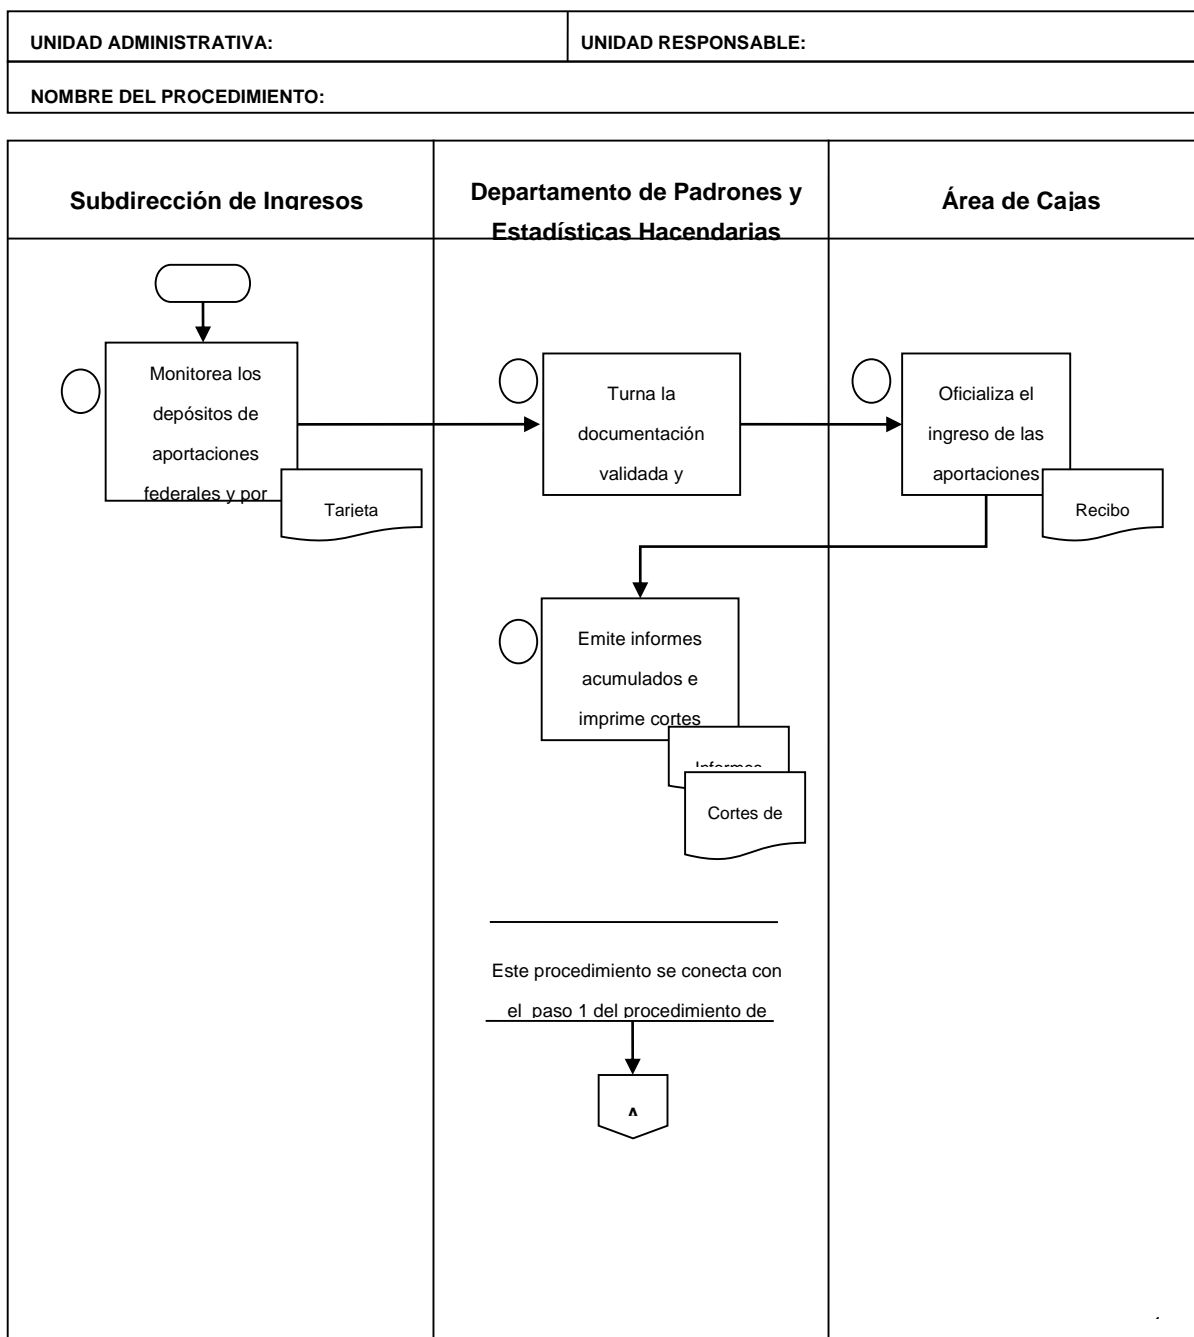 UNIDAD ADMINISTRATIVA:
UNIDAD RESPONSABLE:
NOMBRE DEL PROCEDIMIENTO:
Subdirección de Ingresos
Departamento de Padrones y
Estadísticas Hacendarias
Área de Cajas
Monitorea los
depósitos de
aportaciones
federales y por
Tarjeta
Turna la
documentación
validada y
Oficializa el
ingreso de las
aportaciones
Recibo
Emite informes
acumulados e
imprime cortes
Informes
Cortes de
Este procedimiento se conecta con
el paso 1 del procedimiento de
A